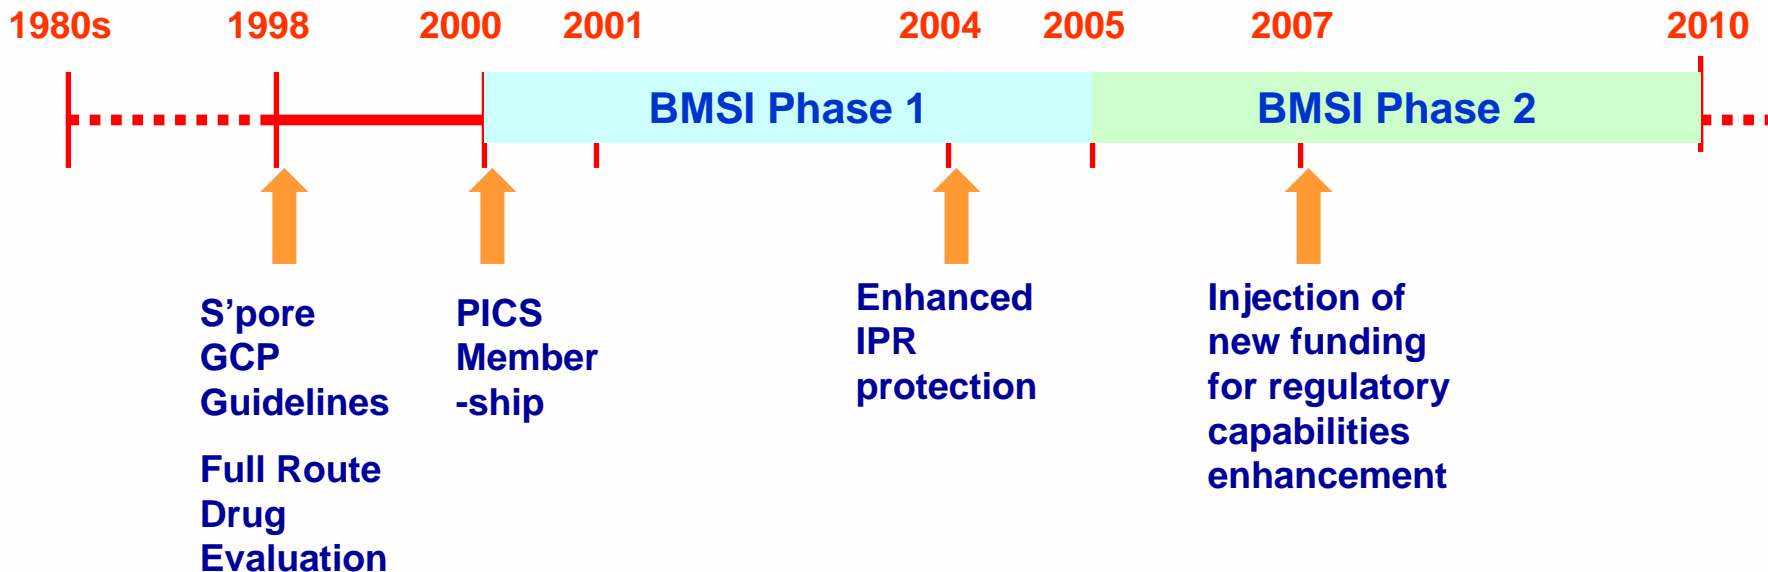 1980s 1998 2000 2001 2004 2005 2007 2010
BMSI Phase 1 BMSI Phase 2
S’pore
GCP
Guidelines
Full Route
Drug
Evaluation
PICS
Member
-ship
Enhanced
IPR
protection
Injection of
new funding
for regulatory
capabilities
enhancement